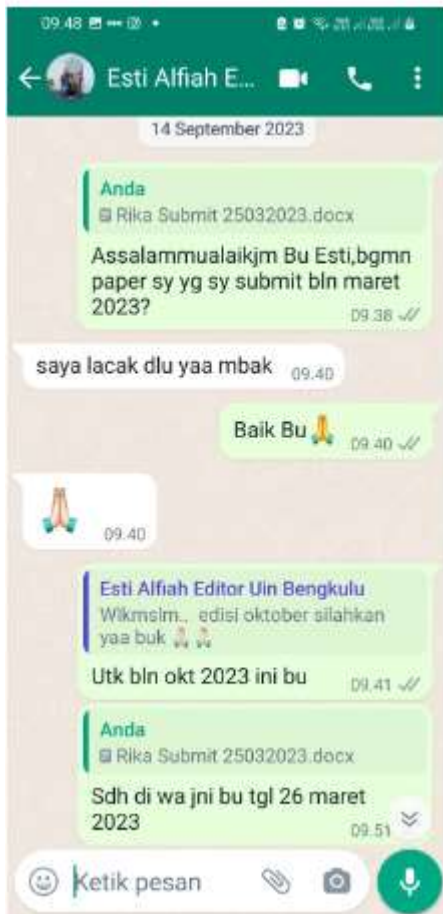 09.48
Esti Alfiah E...
14 September 2023
Anda
Rika Submit 25032023.docx
Assalammualaikjm Bu Esti,bgmn
paper sy yg sy submit bln maret
2023?
09.38
saya lacak dlu yaa mbak
09.40
Baik Bu🙏
09.40
🙏🏻
09.40
Esti Alfiah Editor Uin Bengkulu
Wlkmslm.. edisi oktober silahkan
yaa buk 🙏🏻 🙏🏻
Utk bln okt 2023 ini bu
09.41
Anda
Rika Submit 25032023.docx
Sdh di wa jni bu tgl 26 maret
2023
09.51
Ketik pesan